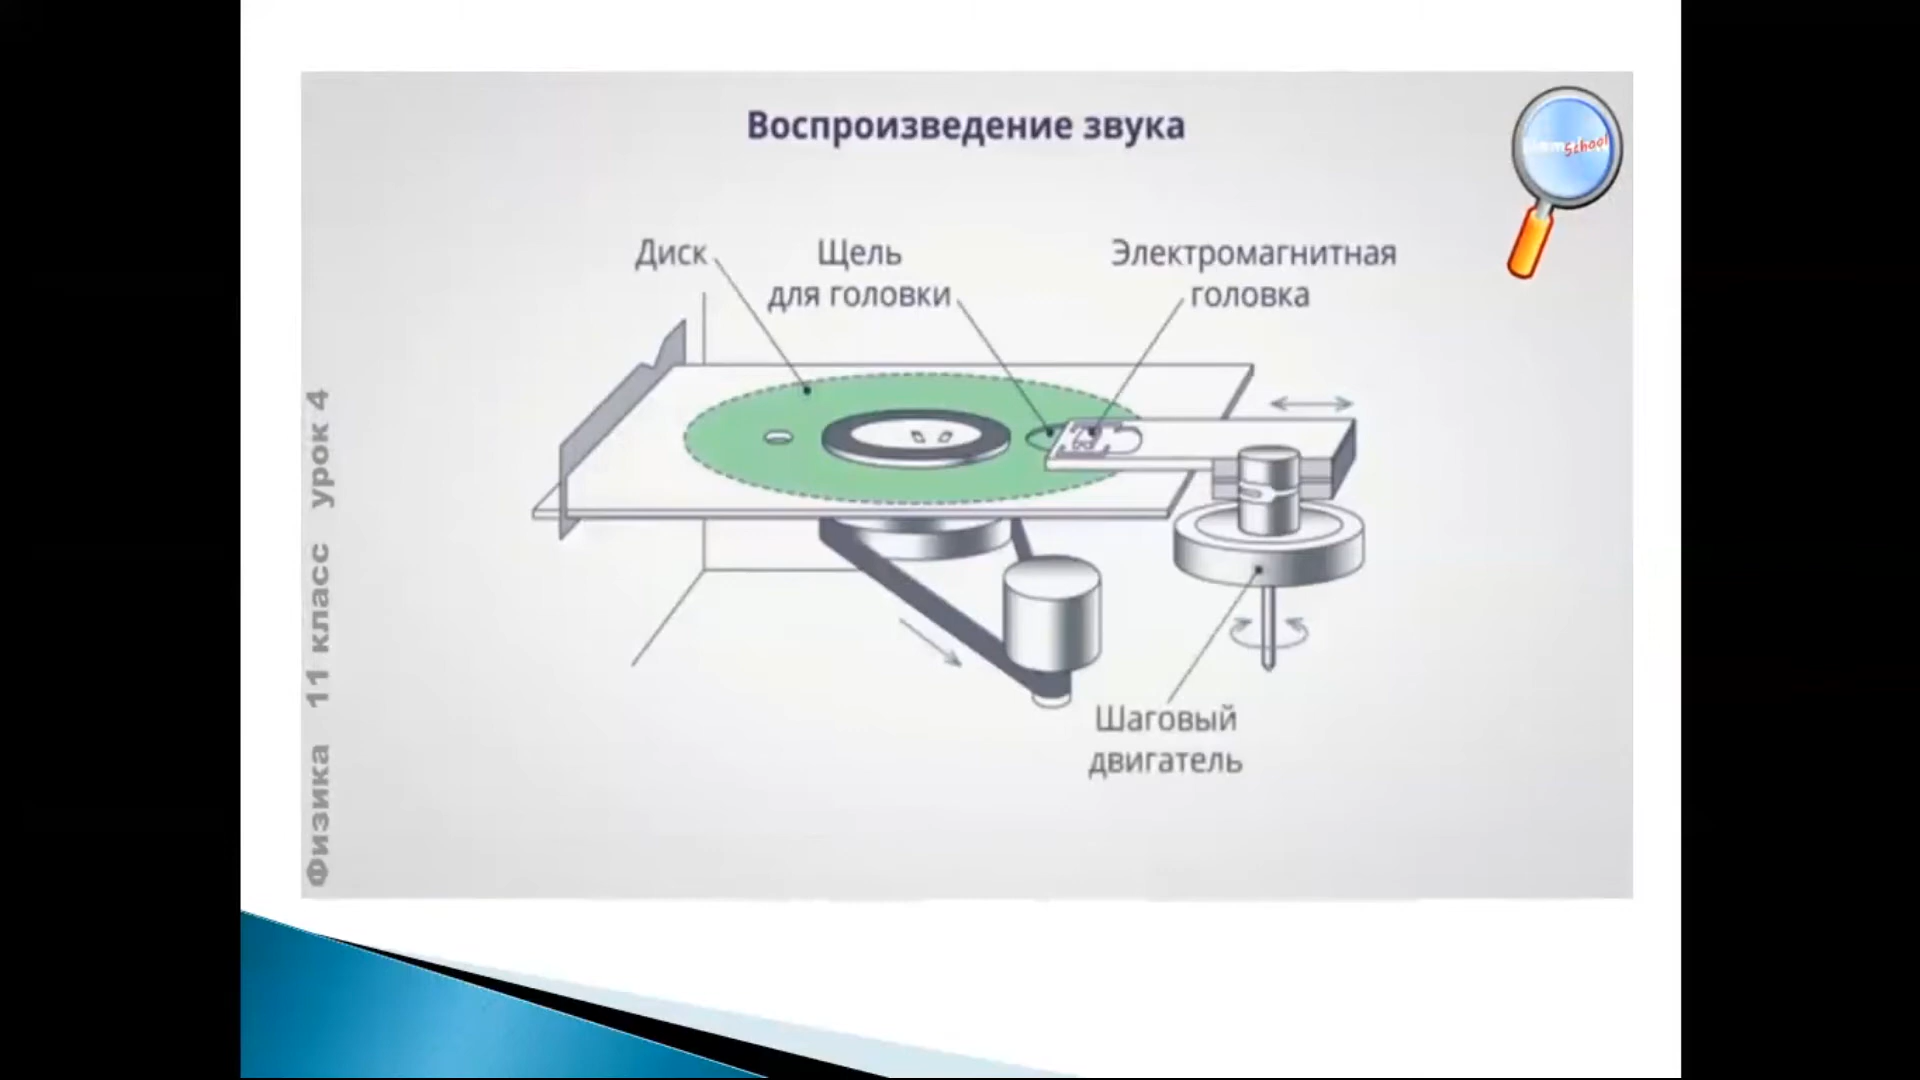 Воспроизведение звука
School
Диск
Щель
для головки
Электромагнитная
головка
Шаговый
двигатель
Физика 11 класс урок 4